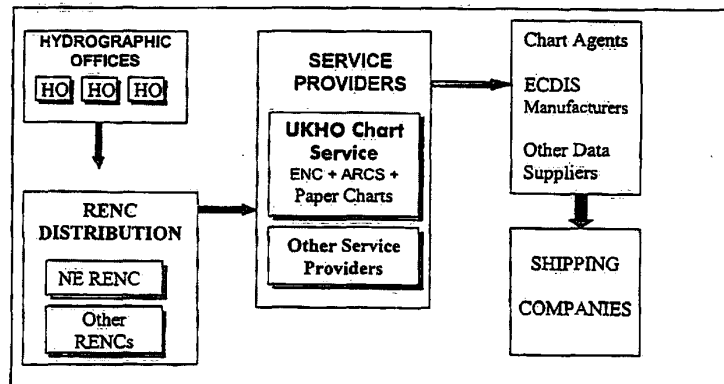 HYDROGRAPHIC
OFFICES
HO HO HO
RENC
DISTRIBUTION
NE RENC
Other
RENCs
SERVICE
PROVIDERS
UKHO Chart
Service
ENC + ARCS +
Paper Charts
Other Service
Providers
Chart Agents
ECDIS
Manufacturers
Other Data
Suppliers
SHIPPING
COMPANIES